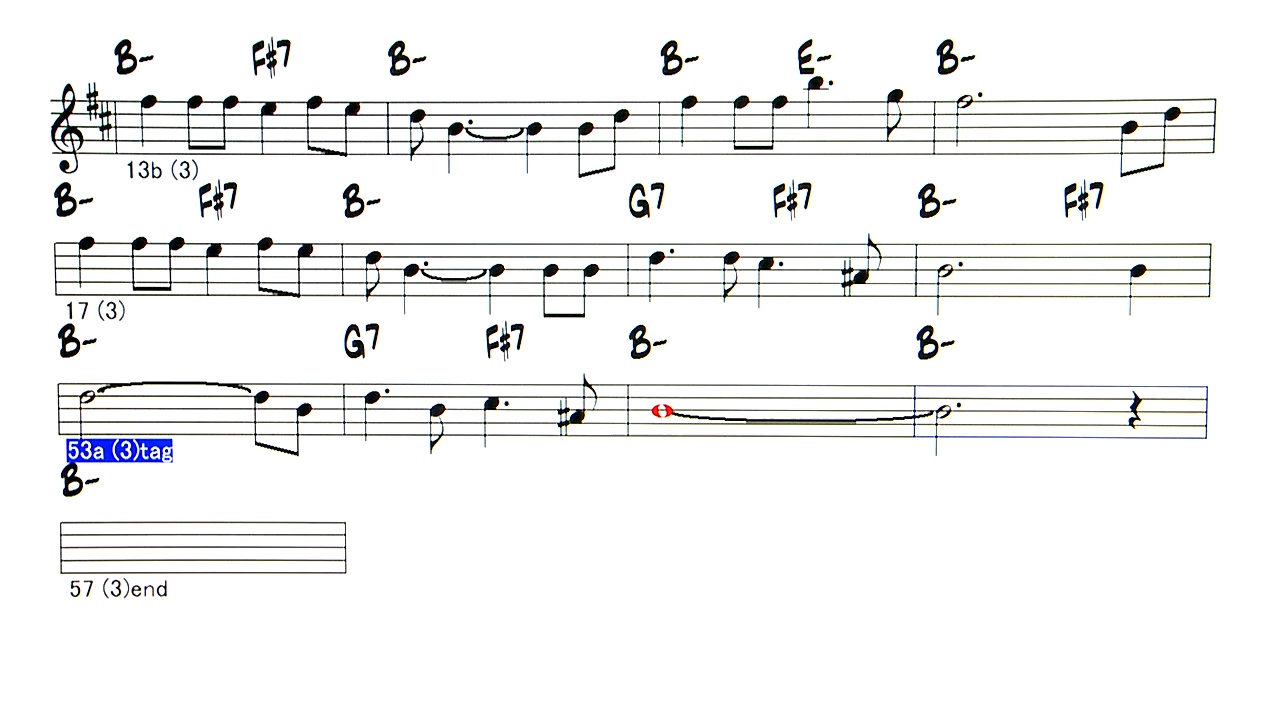 B- F#7 B- B- E- B-
13b (3)
B- F#7 B- G7 F#7 B- F#7
17 (3)
B- G7 F#7 B- B-
53a (3)tag
B-
57 (3)end